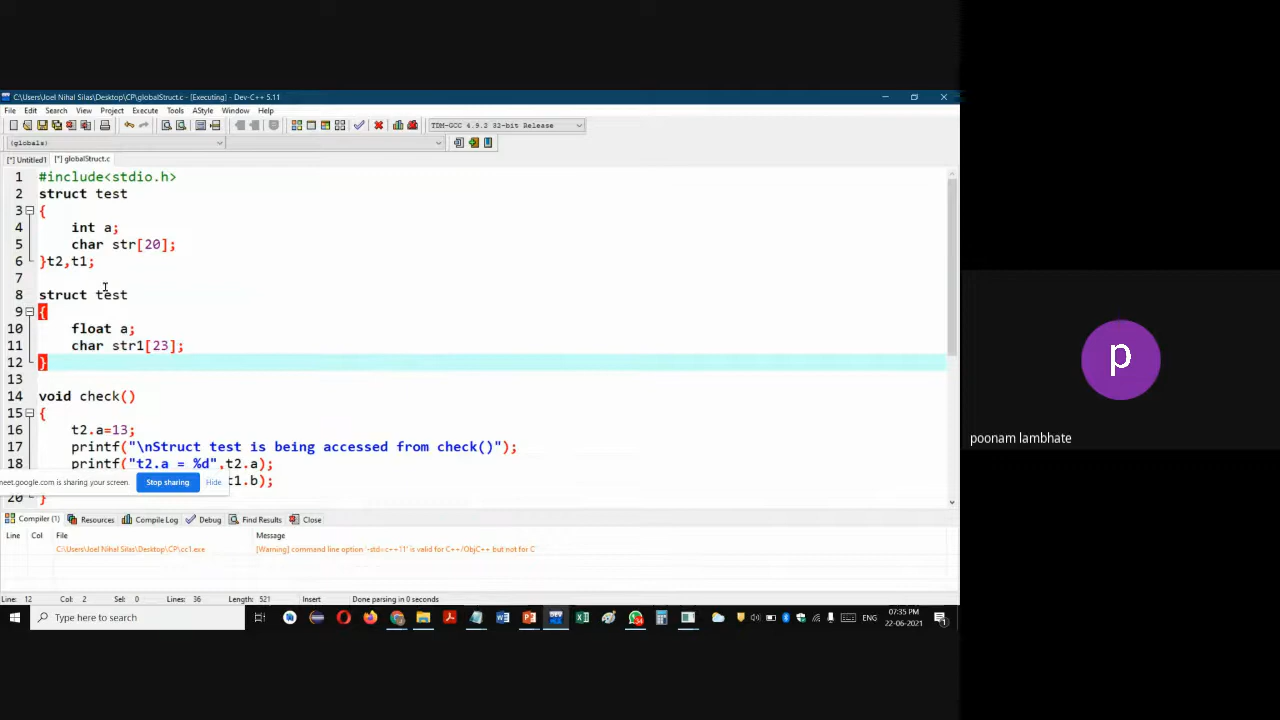 C:\Users\Joel Nihal Silas\Desktop\CP\globalStruct.c - [Executing] - Dev-C++ 5.11
File Edit Search View Project Execute Tools AStyle Window Help
TDM-GCC 4.9.2 32-bit Release
(globals)
[*] Untitled1 [*] globalStruct.c
1 #include<stdio.h>
2 struct test
3 {
4 int a;
5 char str[20];
6 }t2,t1;
7
8 struct test
9 {
10 float a;
11 char str1[23];
12 }
13
14 void check()
15 {
16 t2.a=13;
17 printf("\nStruct test is being accessed from check()");
18 printf("t2.a = %d",t2.a);
t1.b);
meet.google.com is sharing your screen. Stop sharing Hide
20 }
poonam lambhate
p
Compiler (1) Resources Compile Log Debug Find Results Close
Line Col File Message
C:\Users\Joel Nihal Silas\Desktop\CP\cc1.exe [Warning] command line option '-std=c++11' is valid for C++/ObjC++ but not for C
Line: 12 Col: 2 Sel: 0 Lines: 36 Length: 521 Insert Done parsing in 0 seconds
Type here to search
ENG
07:35 PM
22-06-2021